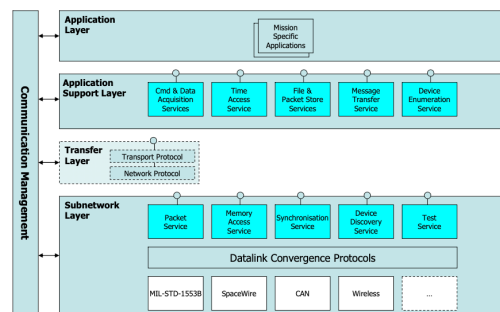 Communication Management
Application
Layer
Mission
Specific
Applications
Application
Support Layer
Cmd & Data
Acquisition
Services
Time
Access
Service
File &
Packet Store
Services
Message
Transfer
Service
Device
Enumeration
Service
Transfer
Layer
Transport Protocol
Network Protocol
Subnetwork
Layer
Packet
Service
Memory
Access
Service
Synchronisation
Service
Device
Discovery
Service
Test
Service
Datalink Convergence Protocols
MIL-STD-1553B
SpaceWire
CAN
Wireless
...